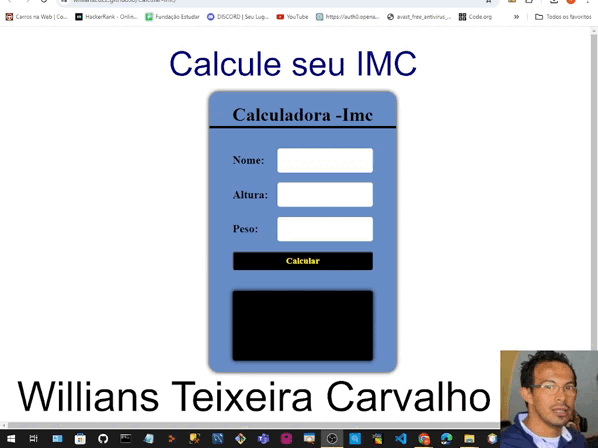 Carros na Web | Co...
HackerRank - Onlin...
Fundação Estudar
DISCORD | Seu Lug...
YouTube
https://auth0.opena...
avast_free_antivirus_...
Code.org
Todos os favoritos
Calcule seu IMC
Calculadora -Imc
Nome:
Altura:
Peso:
Calcular
Willians Teixeira Carvalho